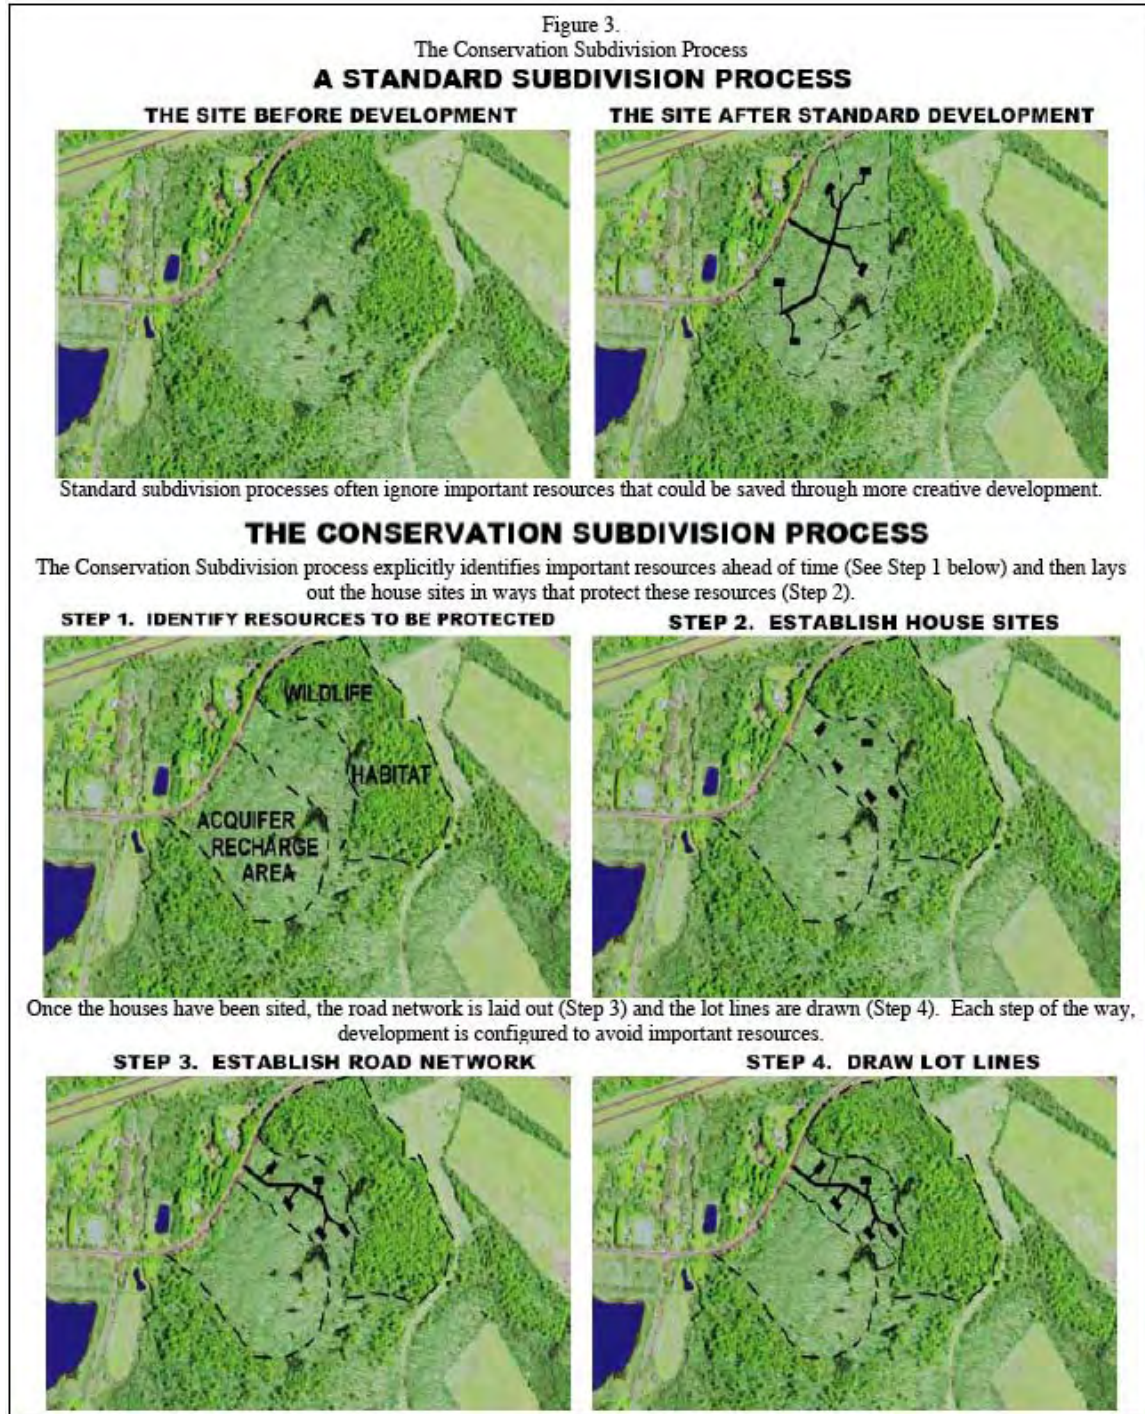 Figure 3.
The Conservation Subdivision Process
A STANDARD SUBDIVISION PROCESS
THE SITE BEFORE DEVELOPMENT
THE SITE AFTER STANDARD DEVELOPMENT
Standard subdivision processes often ignore important resources that could be saved through more creative development.
THE CONSERVATION SUBDIVISION PROCESS
The Conservation Subdivision process explicitly identifies important resources ahead of time (See Step 1 below) and then lays
out the house sites in ways that protect these resources (Step 2).
STEP 1. IDENTIFY RESOURCES TO BE PROTECTED
STEP 2. ESTABLISH HOUSE SITES
WILDLIFE
HABITAT
ACQUIFER
RECHARGE
AREA
Once the houses have been sited, the road network is laid out (Step 3) and the lot lines are drawn (Step 4). Each step of the way,
development is configured to avoid important resources.
STEP 3. ESTABLISH ROAD NETWORK
STEP 4. DRAW LOT LINES